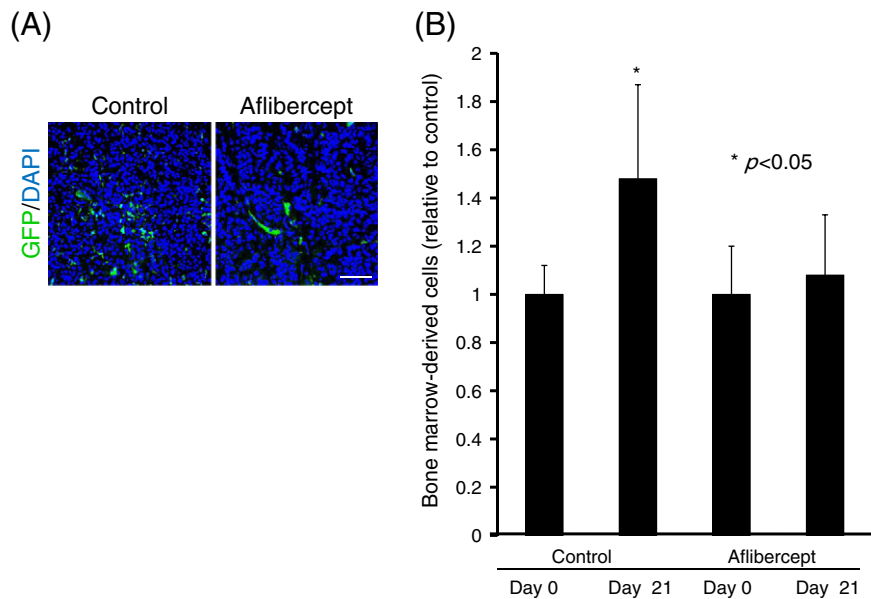 (A)
Control Aflibercept
GFP/DAPI
(B)
Bone marrow-derived cells (relative to control)
2
1.8
1.6
1.4
1.2
1
0.8
0.6
0.4
0.2
0
*
* p<0.05
Control Aflibercept
Day 0 Day 21 Day 0 Day 21